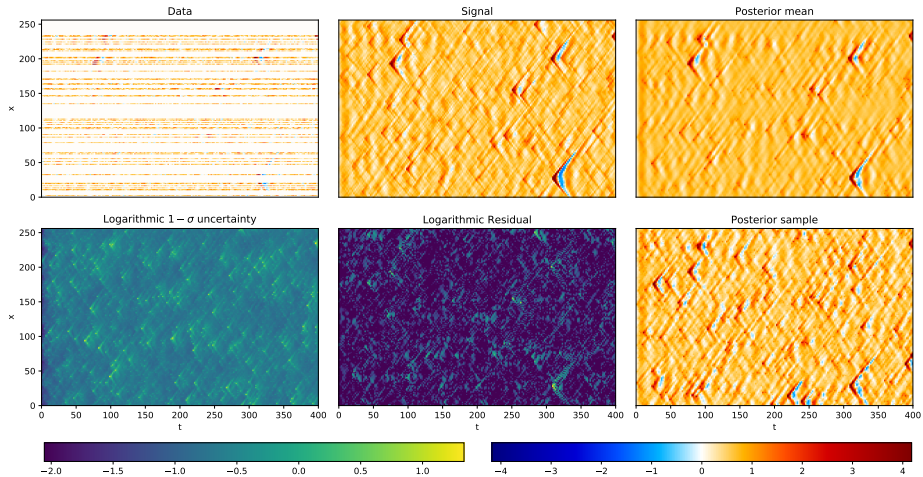 Data
Signal
Posterior mean
250
200
150
100
50
0
x
Logarithmic 1 − σ uncertainty
Logarithmic Residual
Posterior sample
250
200
150
100
50
0
x
0 50 100 150 200 250 300 350 400
0 50 100 150 200 250 300 350 400
0 50 100 150 200 250 300 350 400
t
t
t
−2.0 −1.5 −1.0 −0.5 0.0 0.5 1.0
−4 −3 −2 −1 0 1 2 3 4